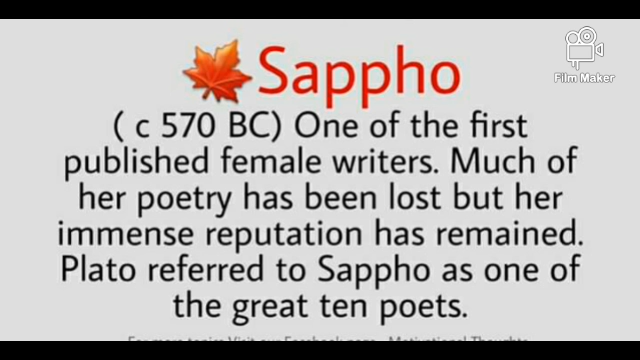 Film Maker
Sappho
( c 570 BC) One of the first
published female writers. Much of
her poetry has been lost but her
immense reputation has remained.
Plato referred to Sappho as one of
the great ten poets.